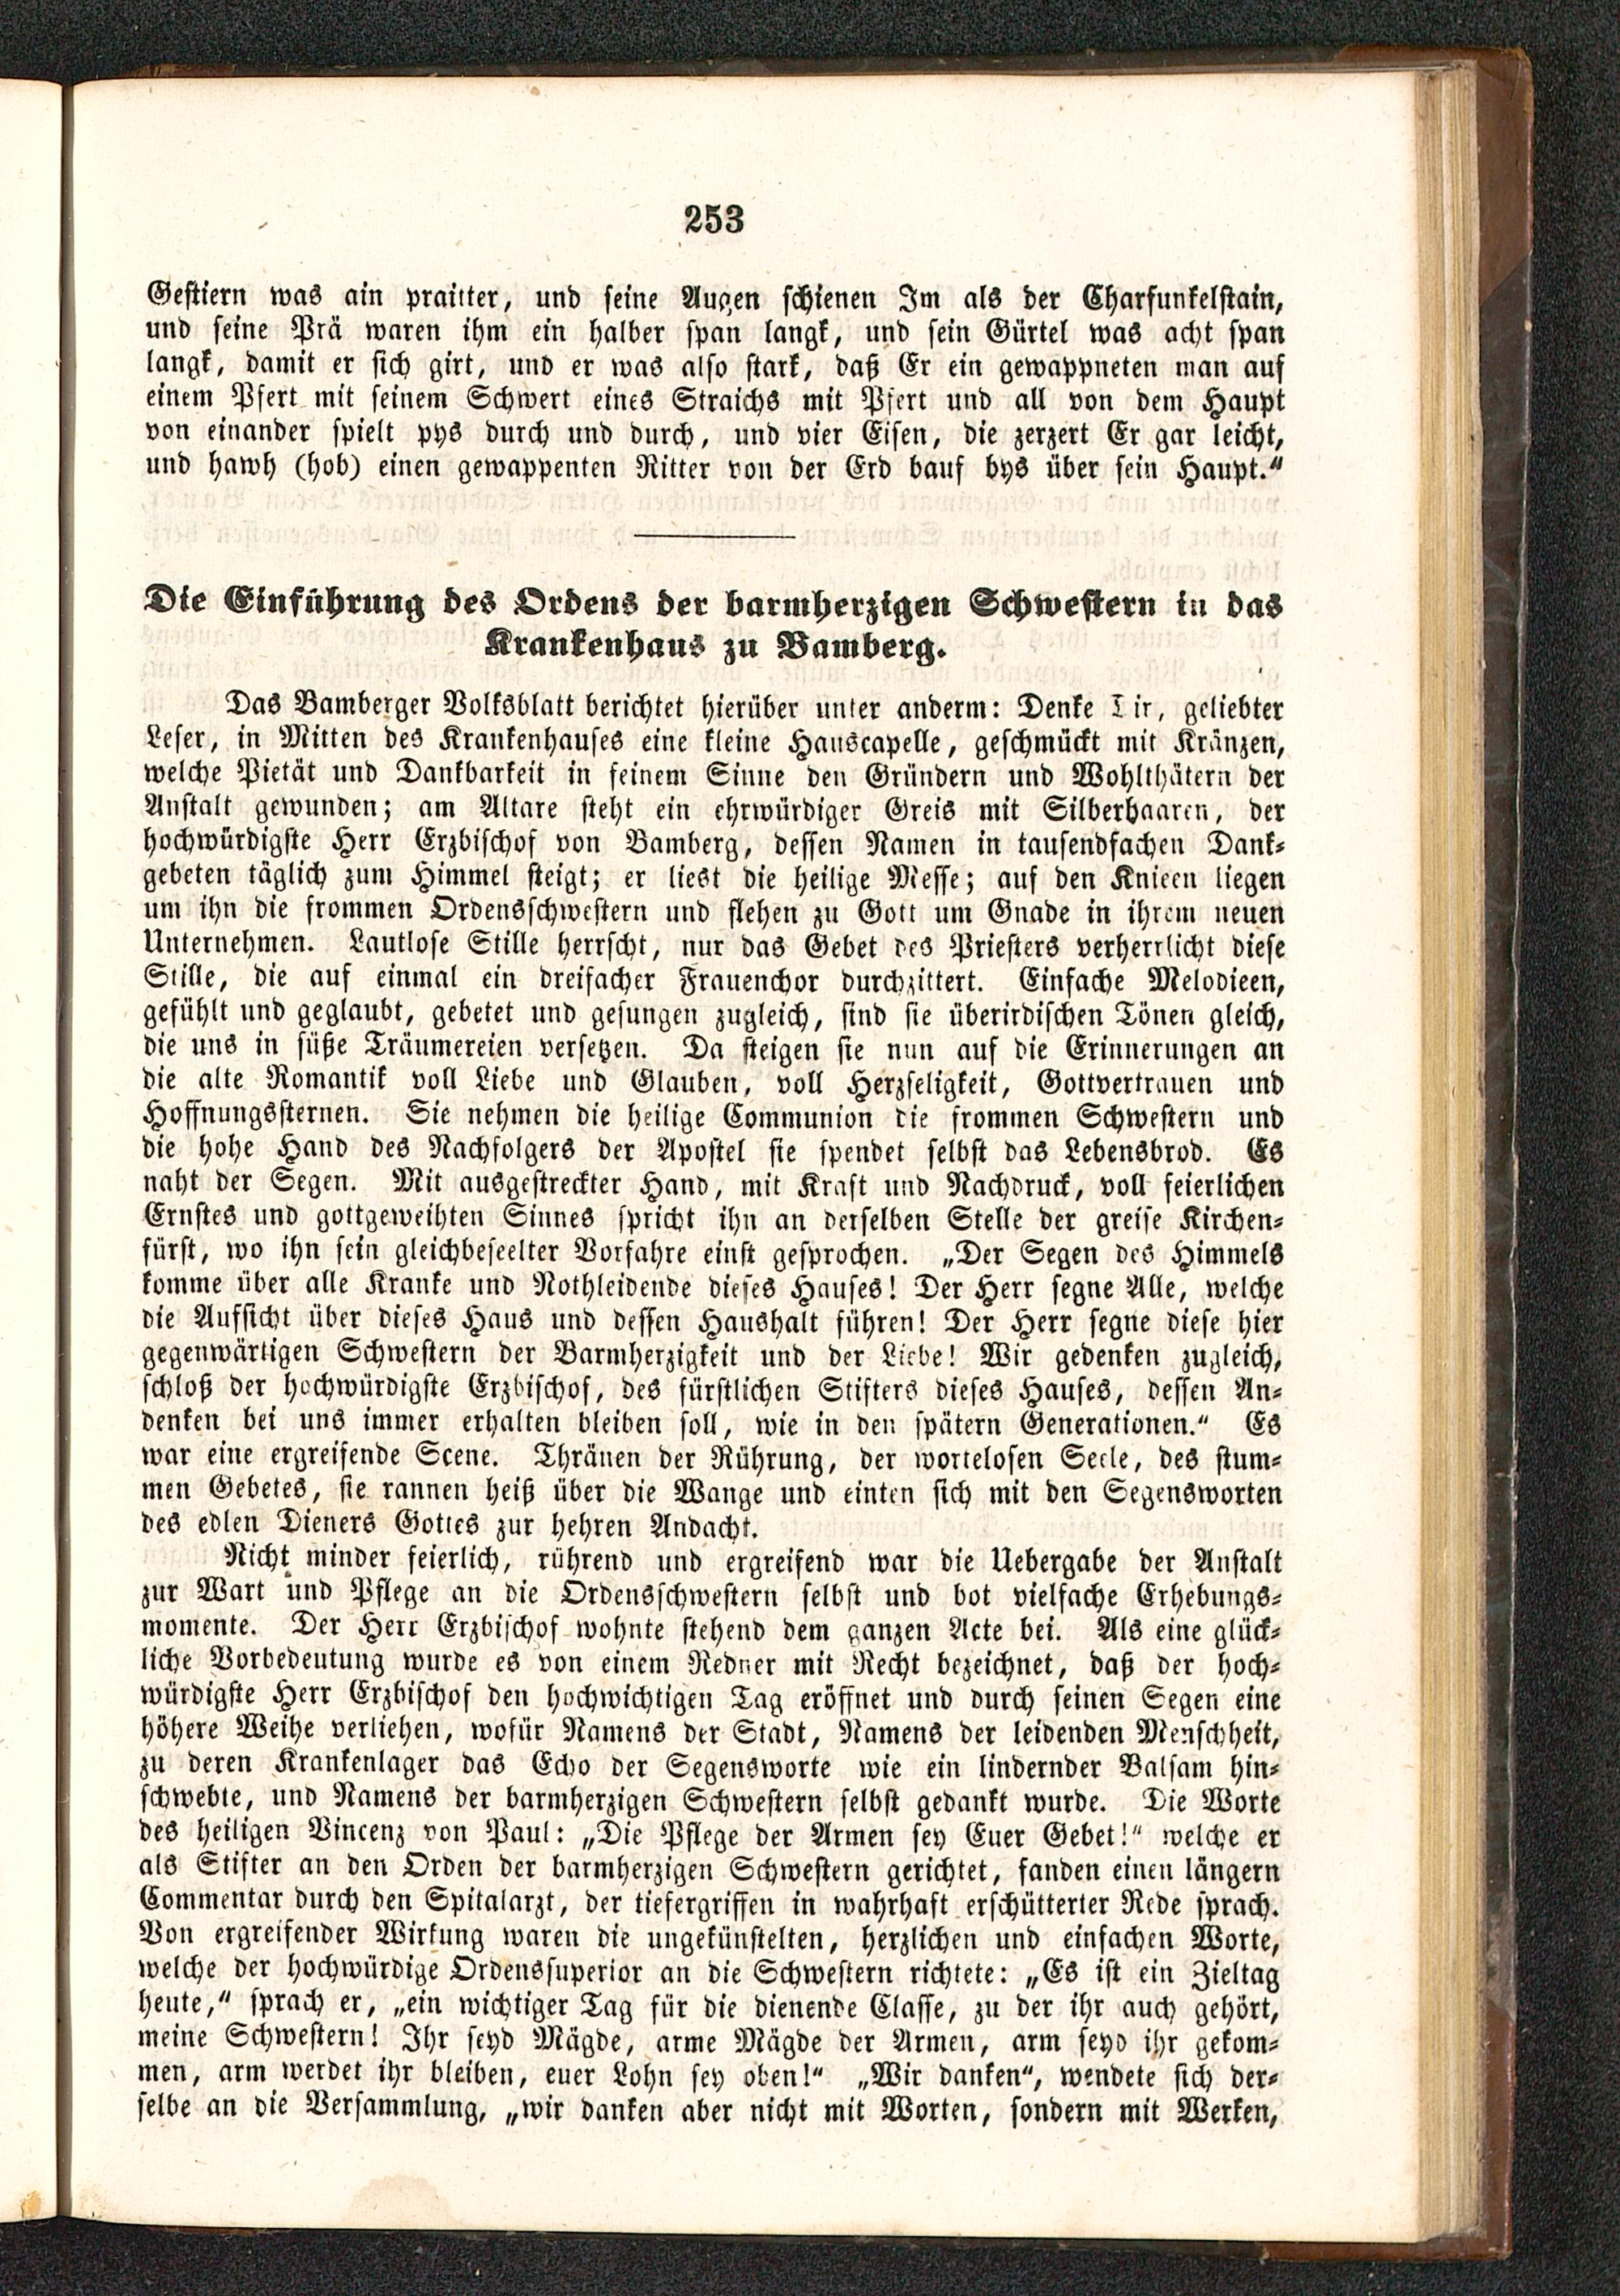 253
Gestiern was ain praitter, und seine Augen schienen Im als der Charfunkelstain,
und seine Prä waren ihm ein halber span langk, und sein Gürtel was acht span
langk, damit er sich girt, und er was also stark, daß Er ein gewappneten man auf
einem Pfert mit seinem Schwert eines Straichs mit Pfert und all von dem Haupt
von einander spielt pys durch und durch, und vier Eisen, die zerzert Er gar leicht,
und hawh (hob) einen gewappenten Ritter von der Erd bauf bys über sein Haupt.“
Die Einführung des Ordens der barmherzigen Schwestern in das
Krankenhaus zu Bamberg.
Das Bamberger Volksblatt berichtet hierüber unter anderm: Denke Dir, geliebter
Leser, in Mitten des Krankenhauses eine kleine Hauscapelle, geschmückt mit Kränzen,
welche Pietät und Dankbarkeit in feinem Sinne den Gründern und Wohlthätern der
Anstalt gewunden; am Altare steht ein ehrwürdiger Greis mit Silberhaaren, der
hochwürdigste Herr Erzbischof von Bamberg, dessen Namen in tausendfachen Dank-
gebeten täglich zum Himmel steigt; er liest die heilige Messe; auf den Knieen liegen
um ihn die frommen Ordensschwestern und flehen zu Gott um Gnade in ihrem neuen
Unternehmen. Lautlose Stille herrscht, nur das Gebet des Priesters verherrlicht diese
Stille, die auf einmal ein dreifacher Frauenchor durchzittert. Einfache Melodieen,
gefühlt und geglaubt, gebetet und gesungen zugleich, sind sie überirdischen Tönen gleich,
die uns in süße Träumereien versetzen. Da steigen sie nun auf die Erinnerungen an
die alte Romantik voll Liebe und Glauben, voll Herzseligkeit, Gottvertrauen und
Hoffnungssternen. Sie nehmen die heilige Communion die frommen Schwestern und
die hohe Hand des Nachfolgers der Apostel sie spendet selbst das Lebensbrod. Es
naht der Segen. Mit ausgestreckter Hand, mit Kraft und Nachdruck, voll feierlichen
Ernstes und gottgeweihten Sinnes spricht ihn an derselben Stelle der greise Kirchen-
fürst, wo ihn sein gleichbeseelter Vorfahre einst gesprochen. „Der Segen des Himmels
komme über alle Kranke und Nothleidende dieses Hauses! Der Herr segne Alle, welche
die Aufsicht über dieses Haus und dessen Haushalt führen! Der Herr segne diese hier
gegenwärtigen Schwestern der Barmherzigkeit und der Liebe! Wir gedenken zugleich,
schloß der hochwürdigste Erzbischof, des fürstlichen Stifters dieses Hauses, dessen An-
denken bei uns immer erhalten bleiben soll, wie in den spätern Generationen.“ Es
war eine ergreifende Scene. Thränen der Rührung, der wortelosen Seele, des stum-
men Gebetes, sie rannen heiß über die Wange und einten sich mit den Segensworten
des edlen Dieners Gottes zur hehren Andacht.
Nicht minder feierlich, rührend und ergreifend war die Uebergabe der Anstalt
zur Wart und Pflege an die Ordensschwestern selbst und bot vielfache Erhebungs-
momente. Der Herr Erzbischof wohnte stehend dem ganzen Acte bei. Als eine glück-
liche Vorbedeutung wurde es von einem Redner mit Recht bezeichnet, daß der hoch-
würdigste Herr Erzbischof den hochwichtigen Tag eröffnet und durch seinen Segen eine
höhere Weihe verliehen, wofür Namens der Stadt, Namens der leidenden Menschheit,
zu deren Krankenlager das Echo der Segensworte wie ein lindernder Balsam hin-
schwebte, und Namens der barmherzigen Schwestern selbst gedankt wurde. Die Worte
des heiligen Vincenz von Paul: „Die Pflege der Armen sey Euer Gebet!“ welche er
als Stifter an den Orden der barmherzigen Schwestern gerichtet, fanden einen längern
Commentar durch den Spitalarzt, der tiefergriffen in wahrhaft erschütterter Rede sprach.
Von ergreifender Wirkung waren die ungekünstelten, herzlichen und einfachen Worte,
welche der hochwürdige Ordenssuperior an die Schwestern richtete: „Es ist ein Zieltag
heute,“ sprach er, „ein wichtiger Tag für die dienende Classe, zu der ihr auch gehört,
meine Schwestern! Ihr seyd Mägde, arme Mägde der Armen, arm seyd ihr gekom-
men, arm werdet ihr bleiben, euer Lohn sey oben!“ „Wir danken“, wendete sich der-
selbe an die Versammlung, „wir danken aber nicht mit Worten, sondern mit Werken,